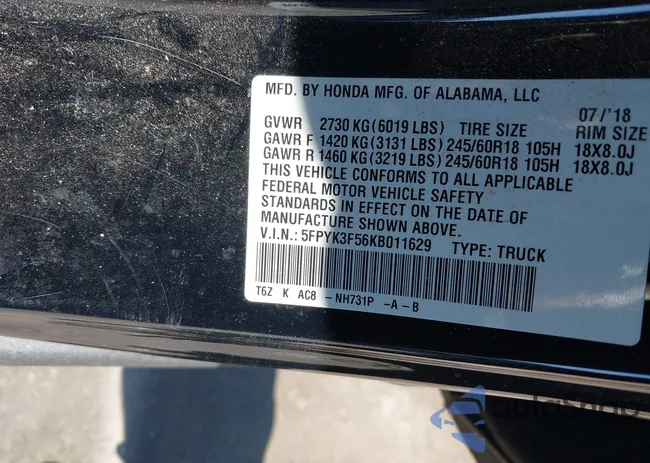 MFD. BY HONDA MFG. OF ALABAMA, LLC
07/'18
GVWR 2730 KG(6019 LBS) TIRE SIZE RIM SIZE
GAWR F 1420 KG(3131 LBS) 245/60R18 105H 18X8.0J
GAWR R 1460 KG(3219 LBS) 245/60R18 105H 18X8.0J
THIS VEHICLE CONFORMS TO ALL APPLICABLE
FEDERAL MOTOR VEHICLE SAFETY
STANDARDS IN EFFECT ON THE DATE OF
MANUFACTURE SHOWN ABOVE.
V.I.N.: 5FPYK3F56KB011629 TYPE: TRUCK
T6Z K AC8 - NH731P - A - B